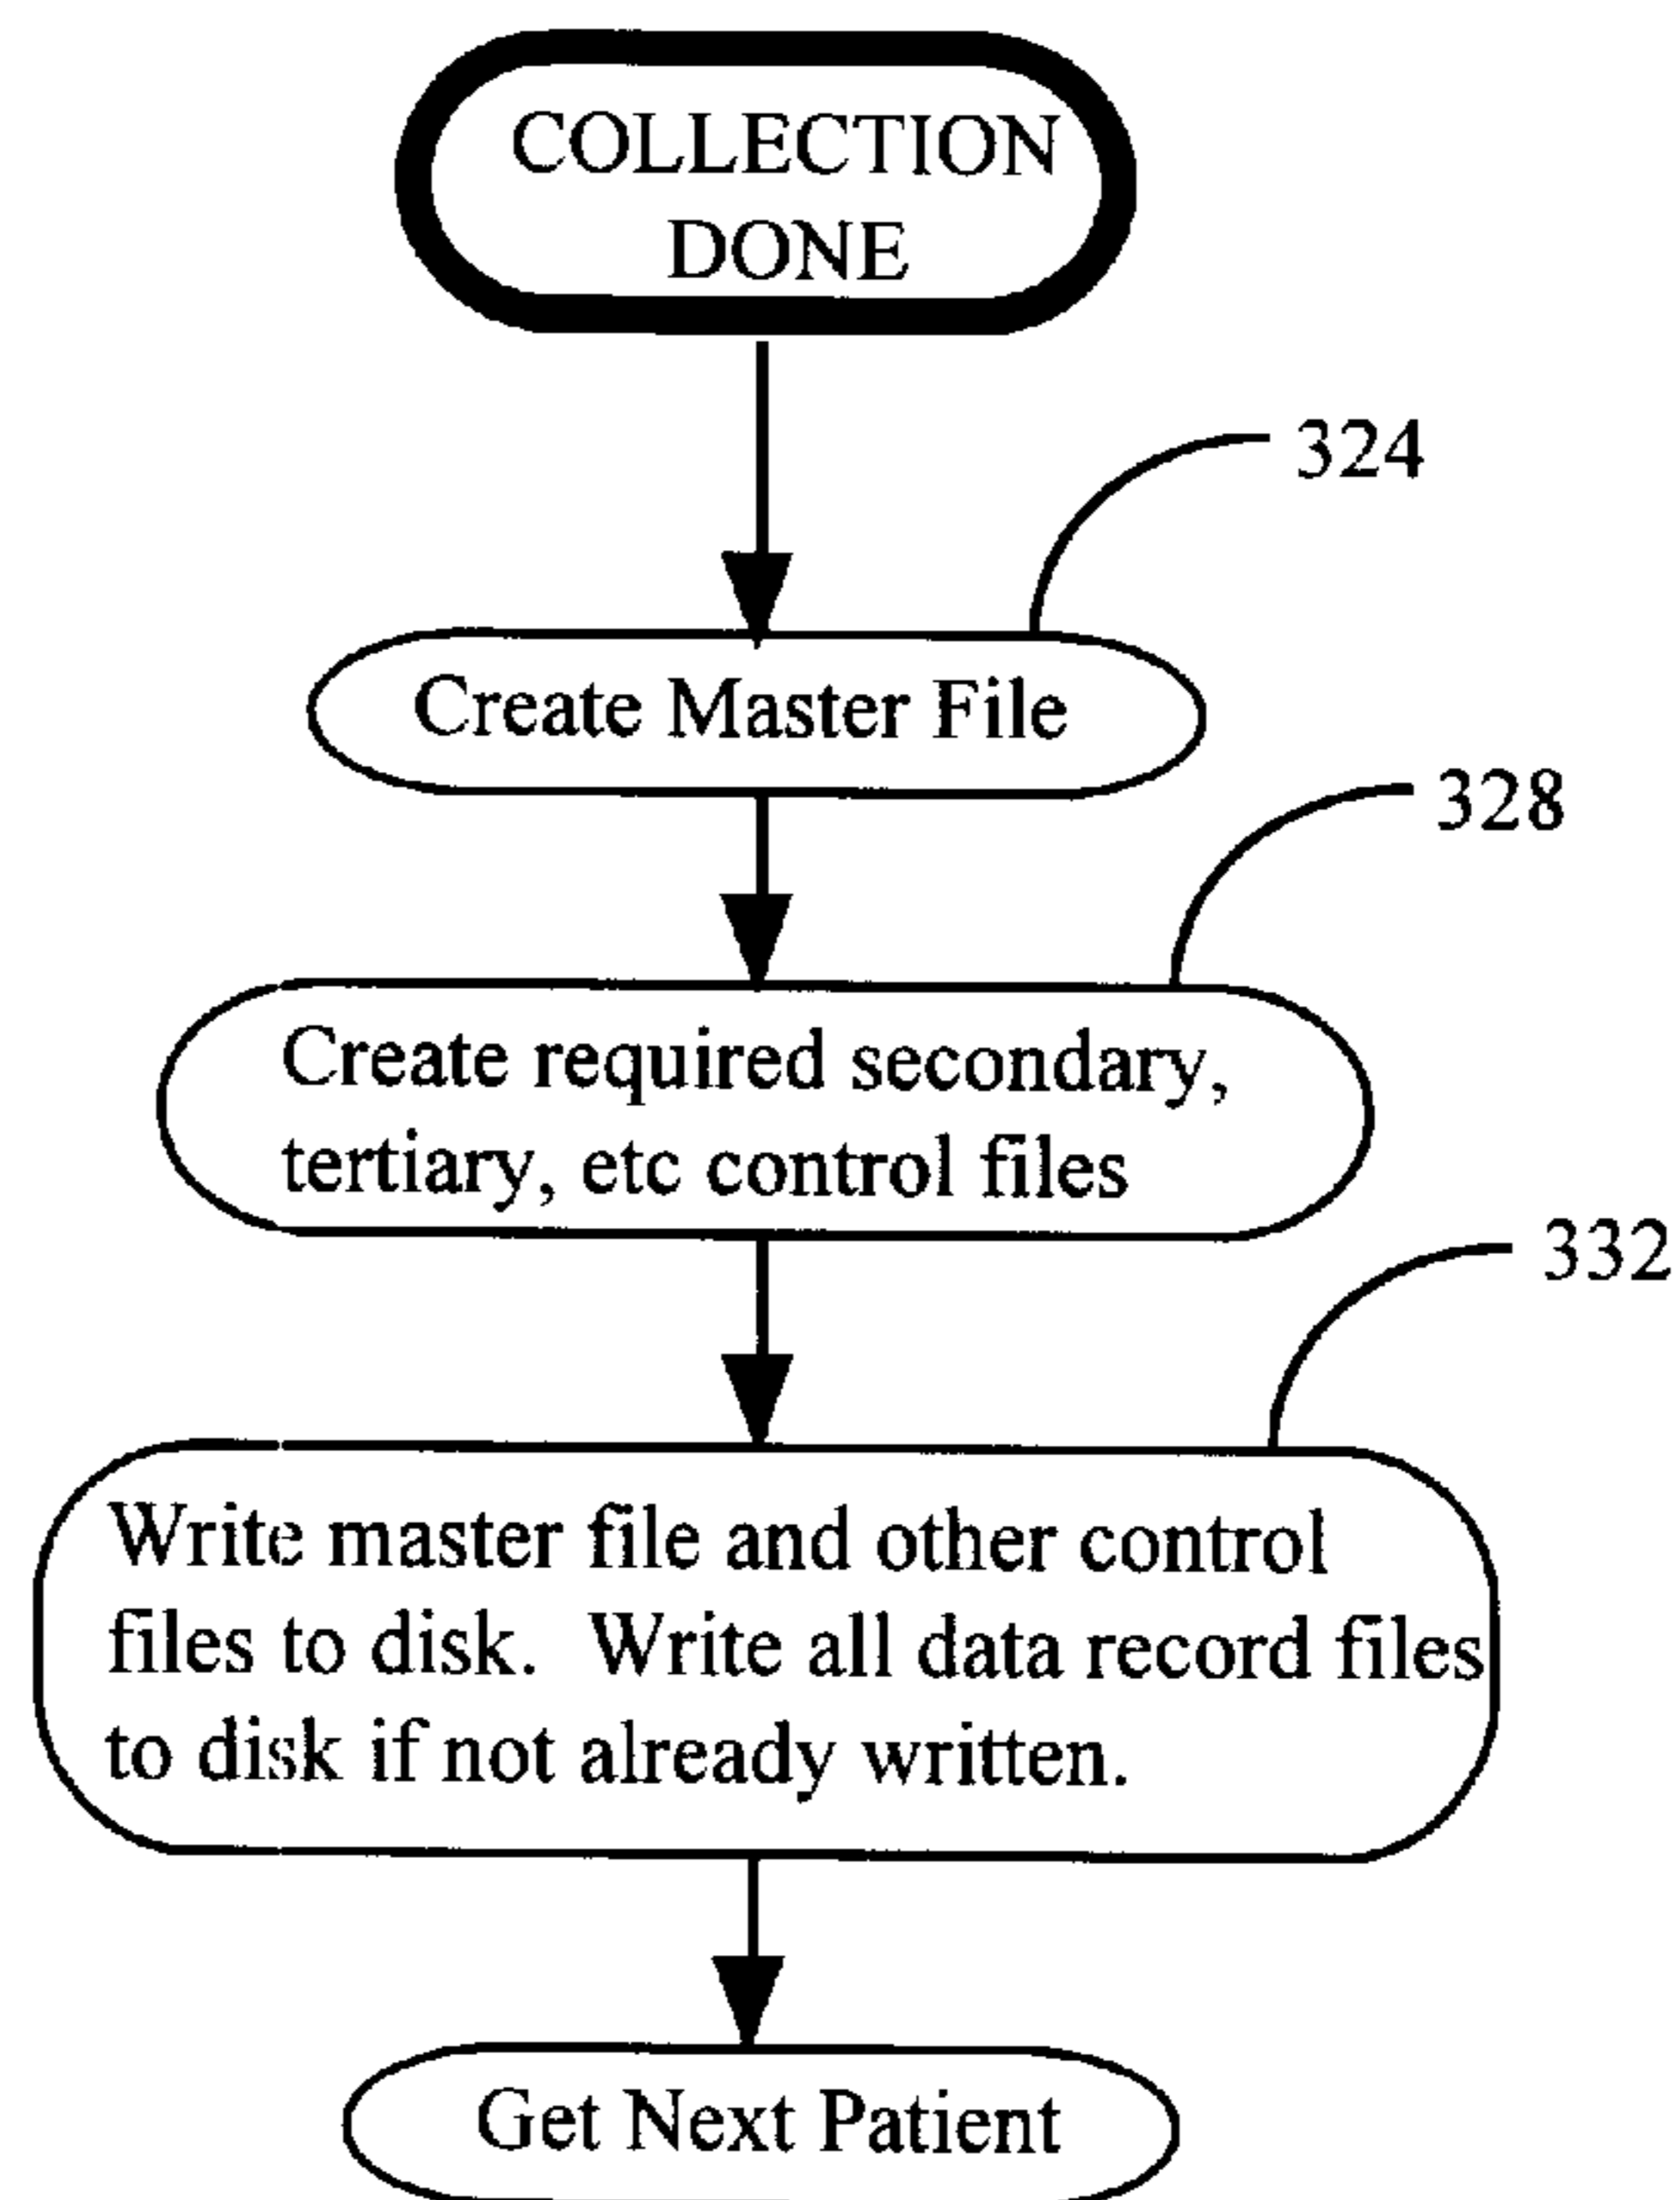 COLLECTION
DONE
324
Create Master File
328
Create required secondary,
tertiary, etc control files
332
Write master file and other control
files to disk.  Write all data record files
to disk if not already written.
Get Next Patient